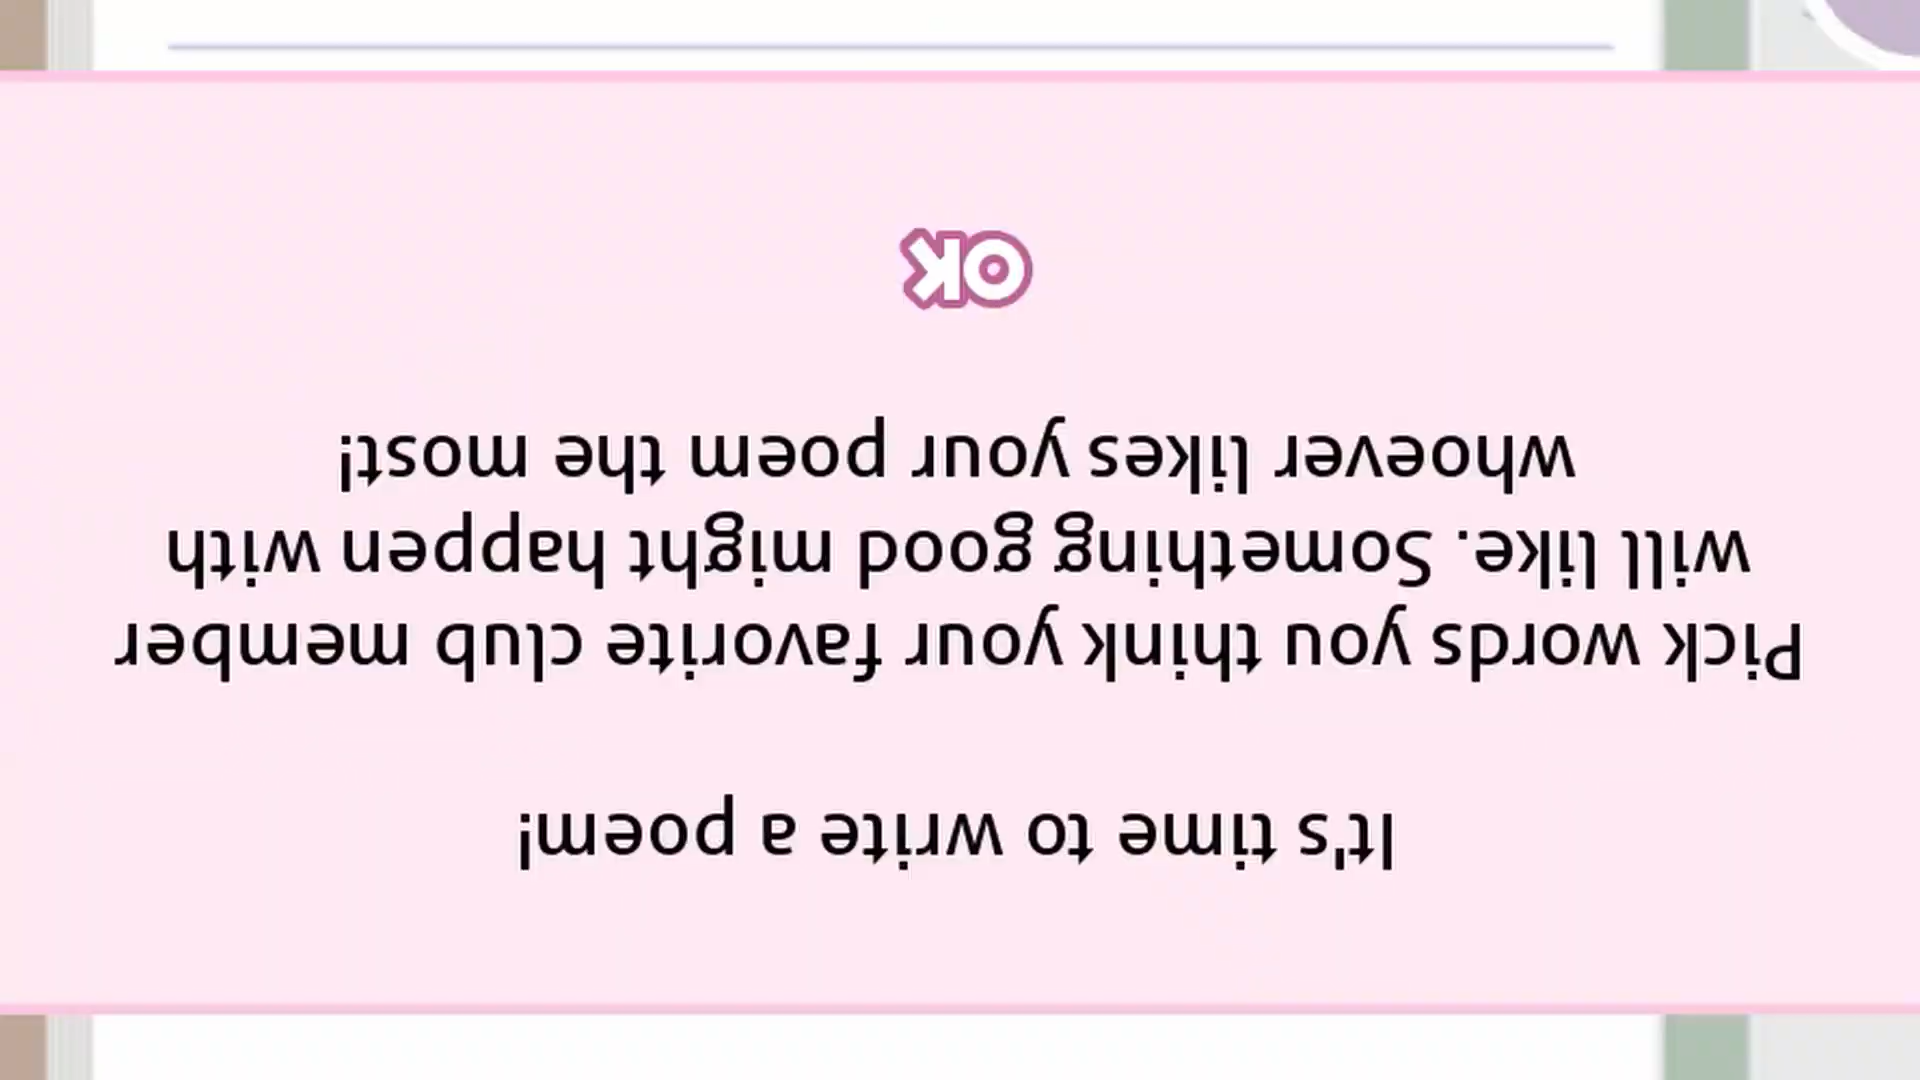 It's time to write a poem!
Pick words you think your favorite club member
will like. Something good might happen with
whoever likes your poem the most!
OK